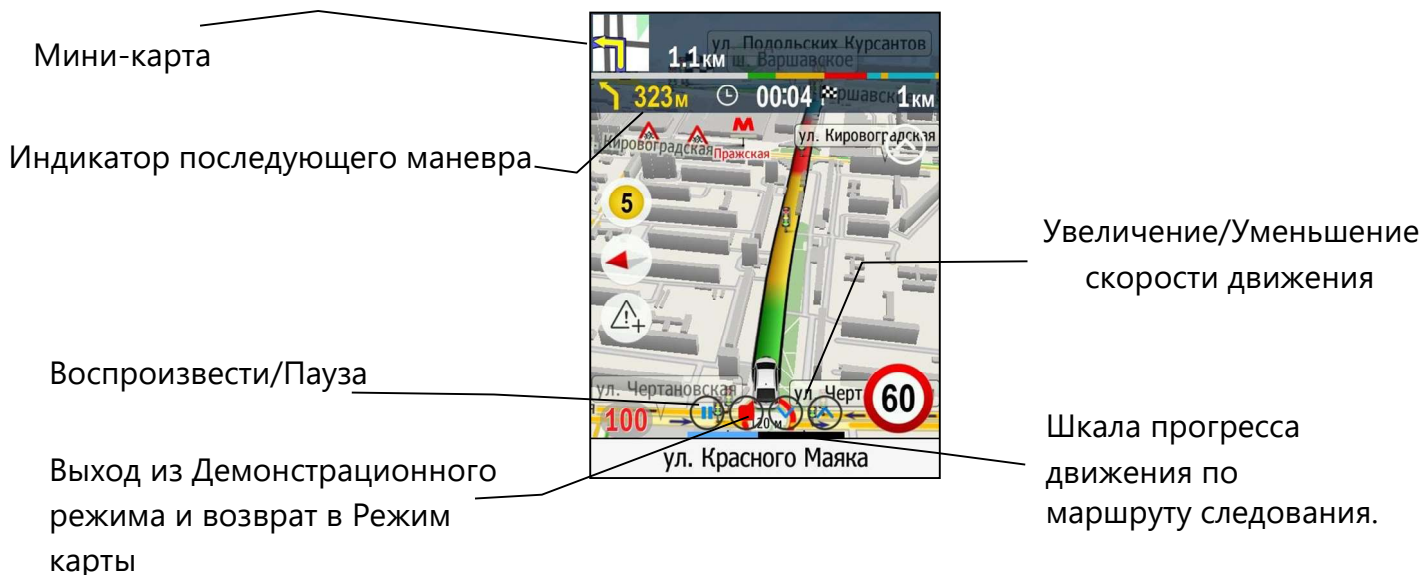 Мини-карта
Индикатор последующего маневра
Воспроизвести/Пауза
Выход из Демонстрационного
режима и возврат в Режим
карты
ул. Подольских Курсантов
1.1км
ш. Варшавское
323м
00:04
1км
ул. Кировоградская
Кировоградская
Пражская
5
ул. Чертановская
ул. Черт
60
100
120 м
ул. Красного Маяка
Увеличение/Уменьшение
скорости движения
Шкала прогресса
движения по
маршруту следования.